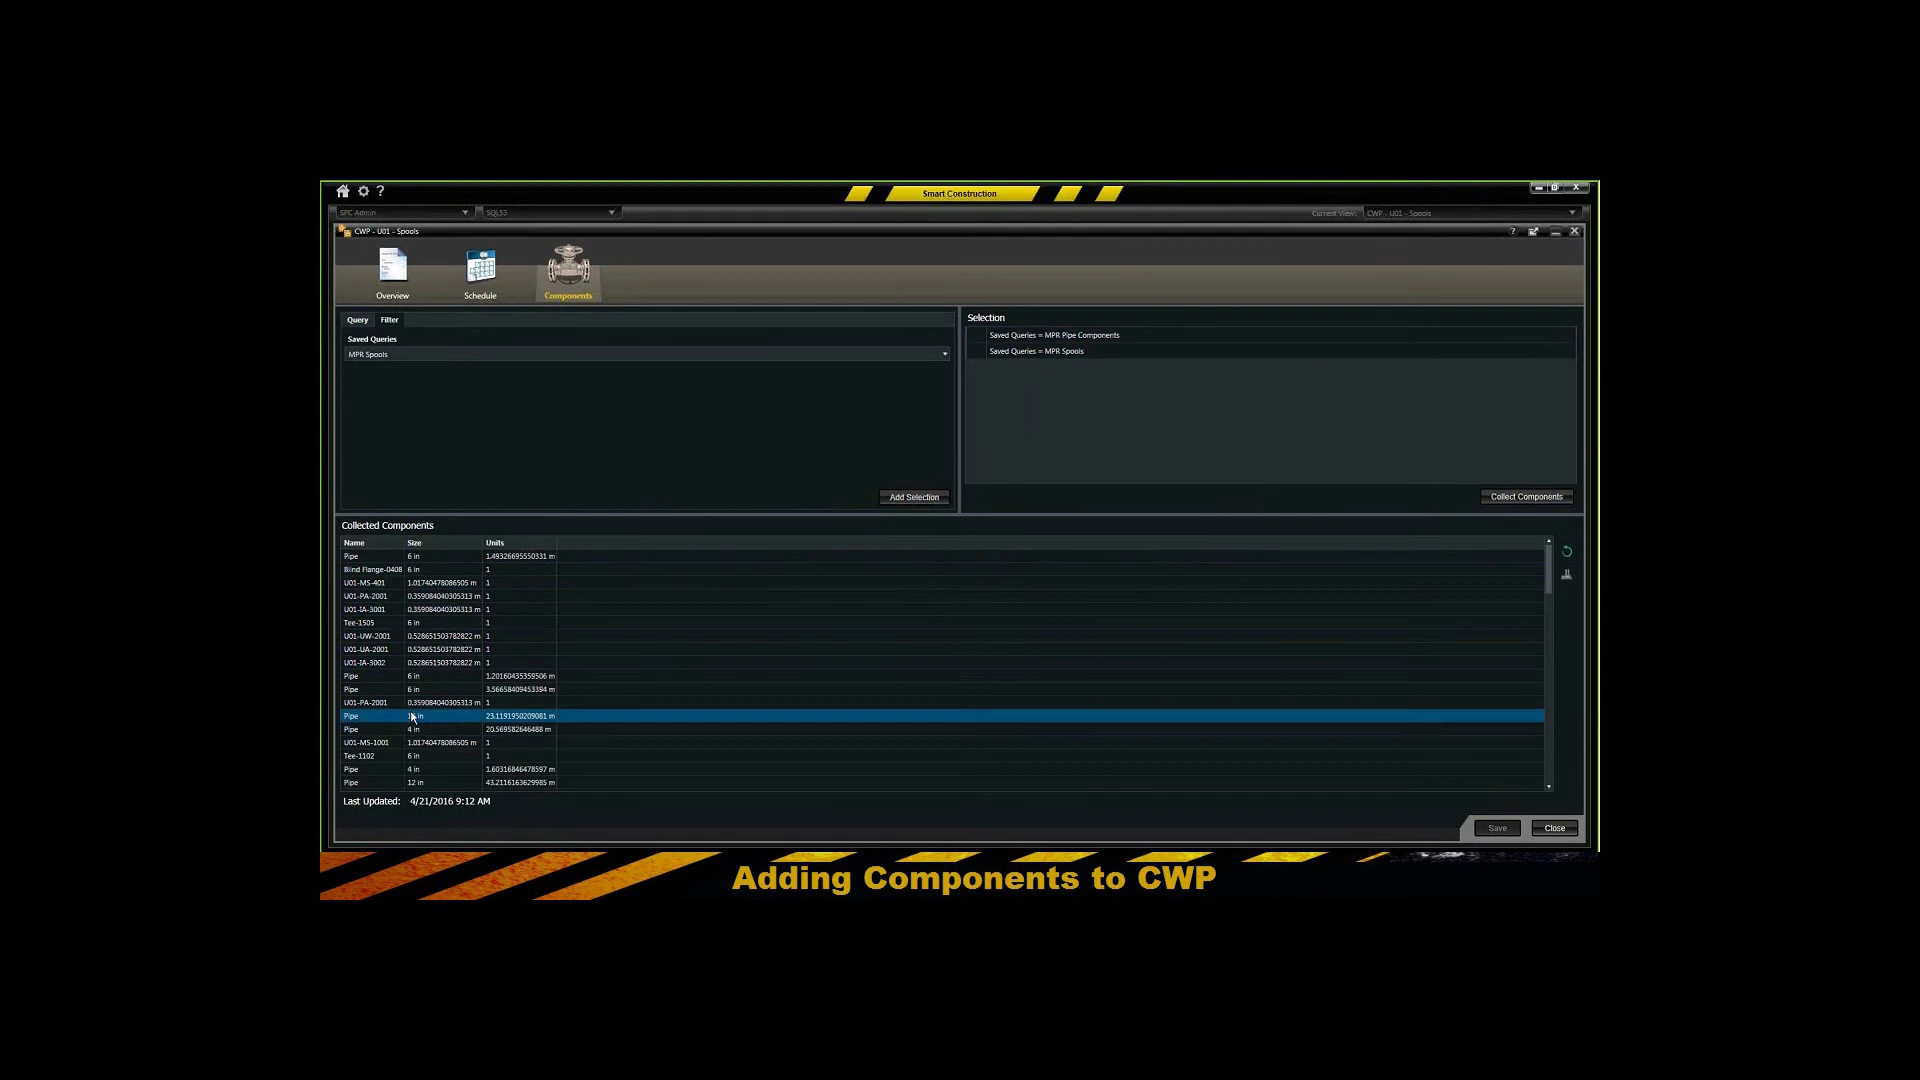 ?
Smart Construction
SPC Admin
SQL53
Current View:
CWP - U01 - Spools
CWP - U01 - Spools
?
Overview
Schedule
Components
Query
Filter
Saved Queries
MPR Spools
Add Selection
Selection
Saved Queries = MPR Pipe Components
Saved Queries = MPR Spools
Collect Components
Collected Components
Name Size Units
Pipe 6 in 1.49326695550331 m
Blind Flange-0408 6 in 1
U01-MS-401 1.01740478086505 m 1
U01-PA-2001 0.359084040305313 m 1
U01-IA-3001 0.359084040305313 m 1
Tee-1505 6 in 1
U01-UW-2001 0.528651503782822 m 1
U01-UA-2001 0.528651503782822 m 1
U01-IA-3002 0.528651503782822 m 1
Pipe 6 in 1.20160435359506 m
Pipe 6 in 3.56658409453394 m
U01-PA-2001 0.359084040305313 m 1
Pipe in 23.1191950209081 m
Pipe 4 in 20.569582646488 m
U01-MS-1001 1.01740478086505 m 1
Tee-1102 6 in 1
Pipe 4 in 1.60316846478597 m
Pipe 12 in 43.2116163629985 m
Last Updated: 4/21/2016 9:12 AM
Save
Close
Adding Components to CWP